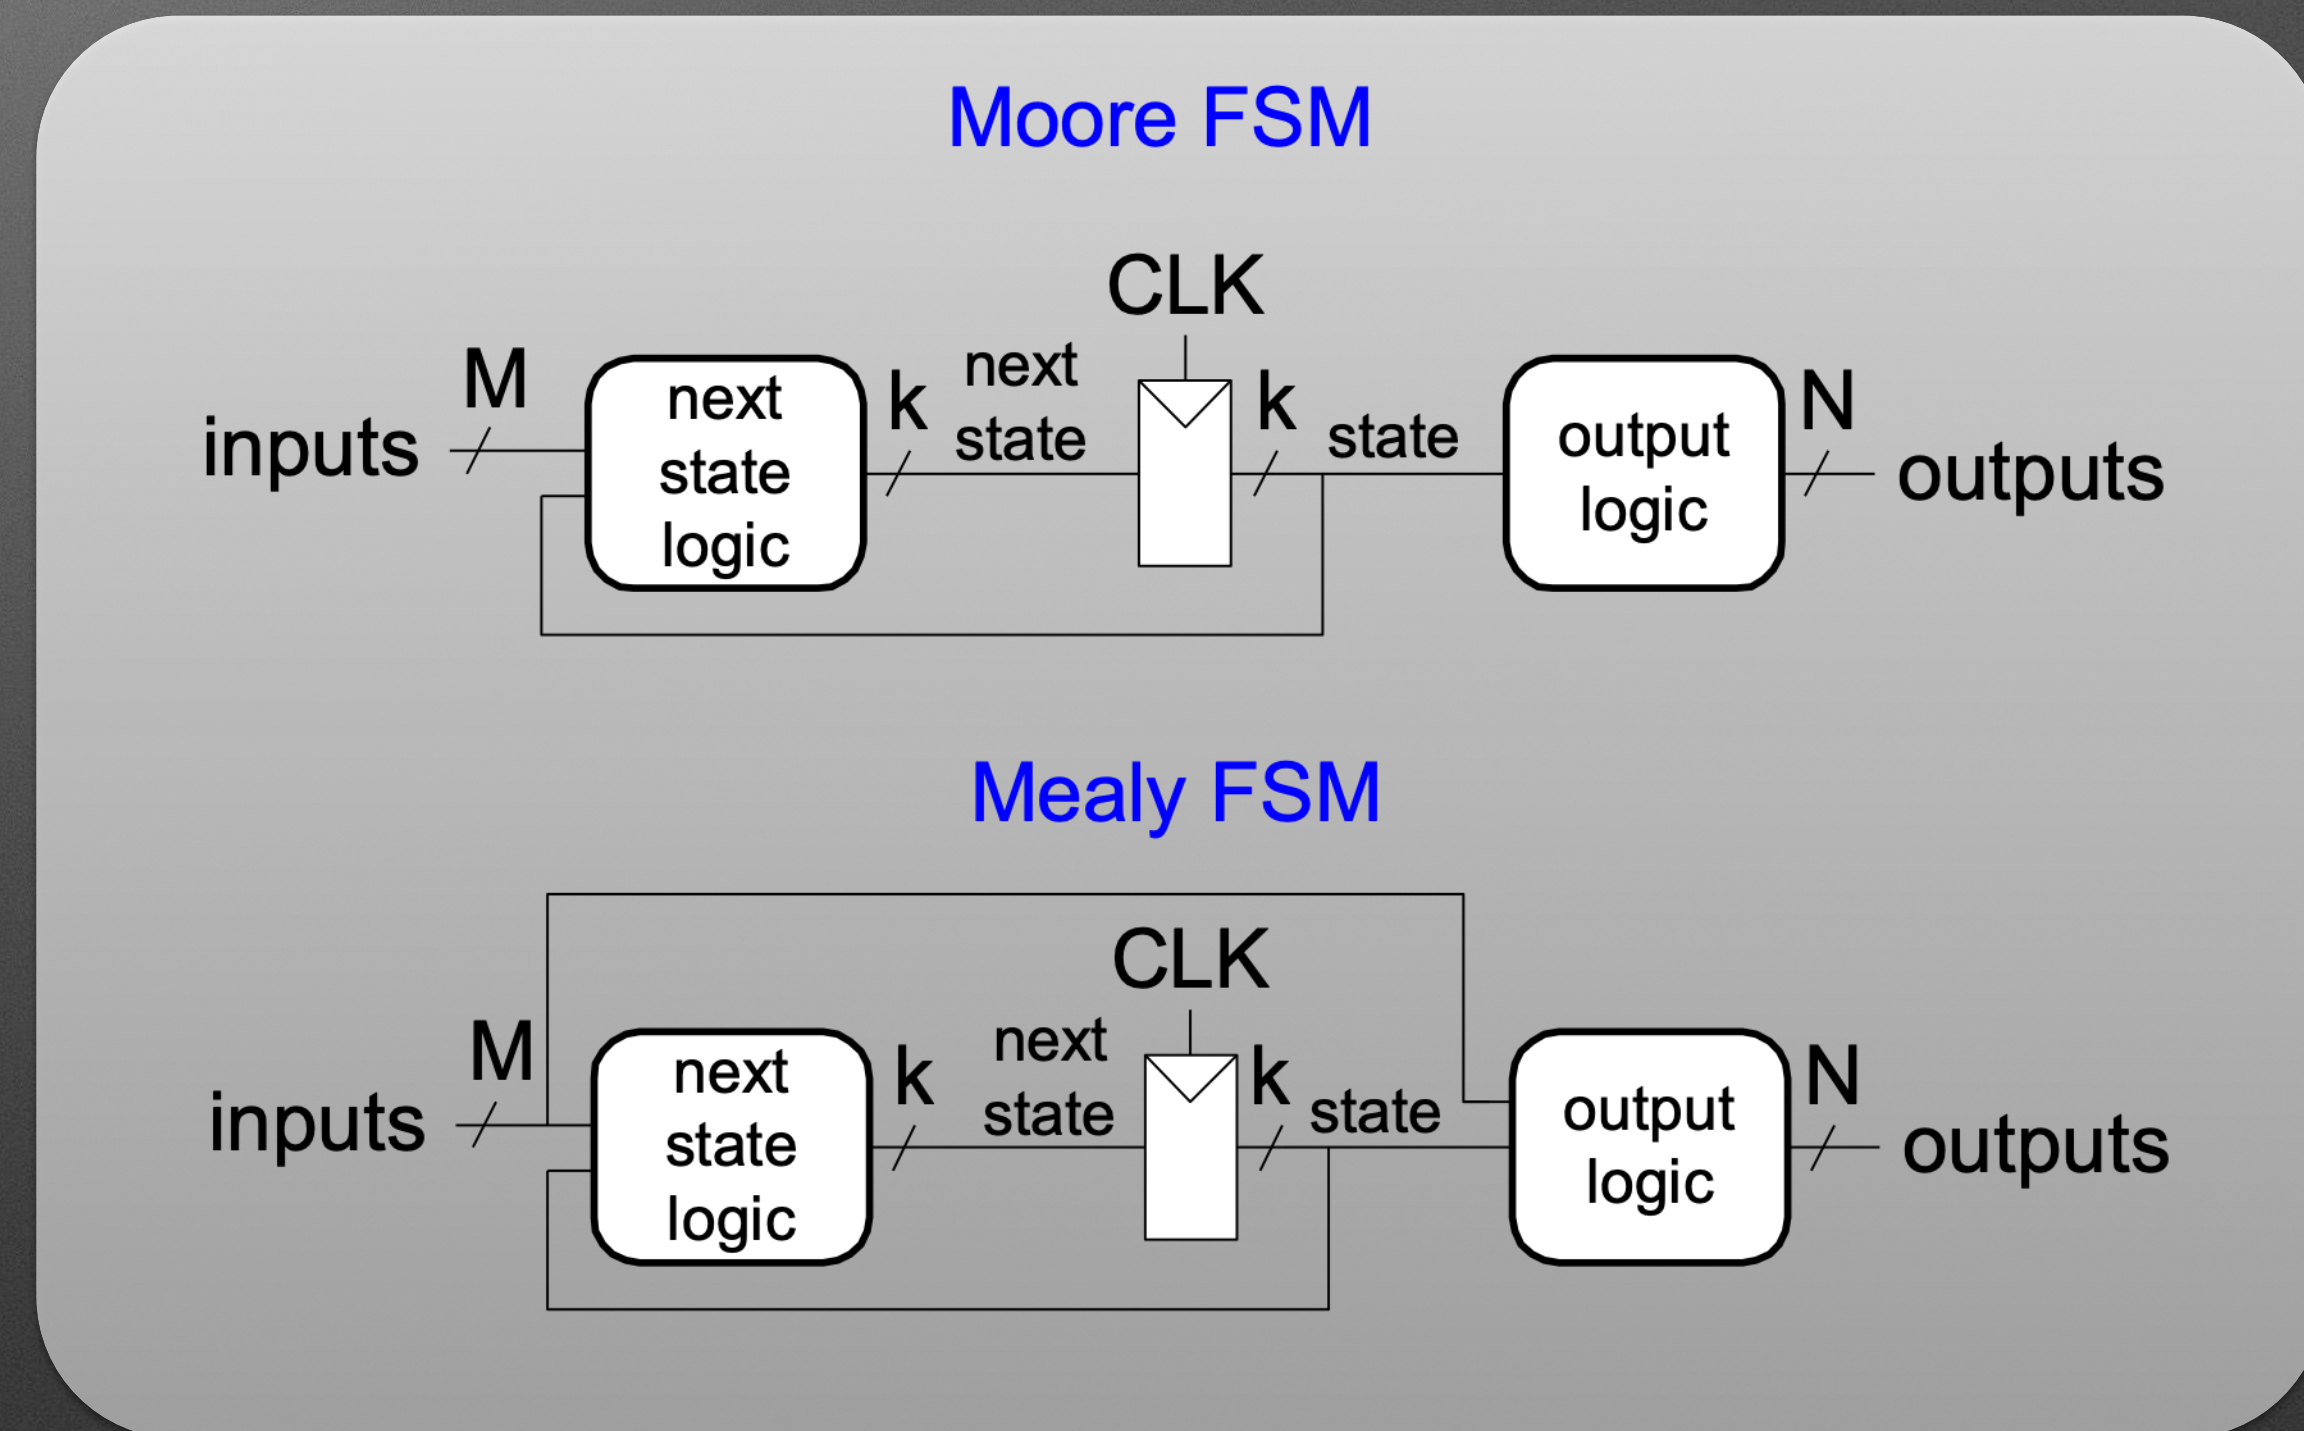 Moore FSM
CLK
M
next
state
logic
k
next
state
k
state
output
logic
N
inputs
outputs
Mealy FSM
CLK
M
next
state
logic
k
next
state
k
state
output
logic
N
inputs
outputs